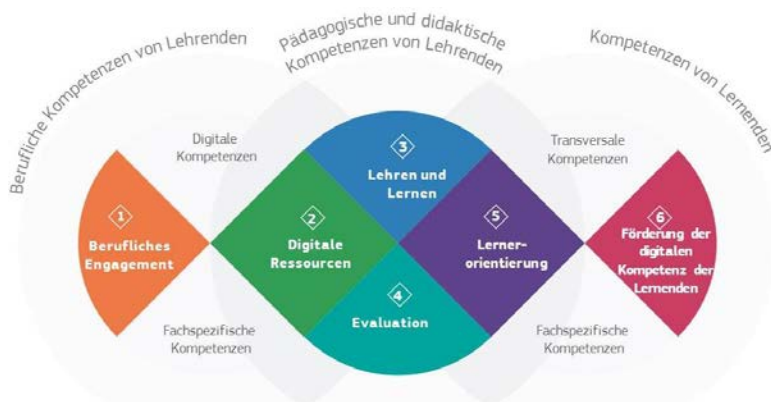 Berufliche Kompetenzen von Lehrenden
Pädagogische und didaktische
Kompetenzen von Lehrenden
Kompetenzen von Lernenden
Digitale
Kompetenzen
Transversale
Kompetenzen
1
Berufliches
Engagement
2
Digitale
Ressourcen
3
Lehren und
Lernen
4
Evaluation
5
Lerner-
orientierung
6
Förderung der
digitalen
Kompetenz der
Lernenden
Fachspezifische
Kompetenzen
Fachspezifische
Kompetenzen